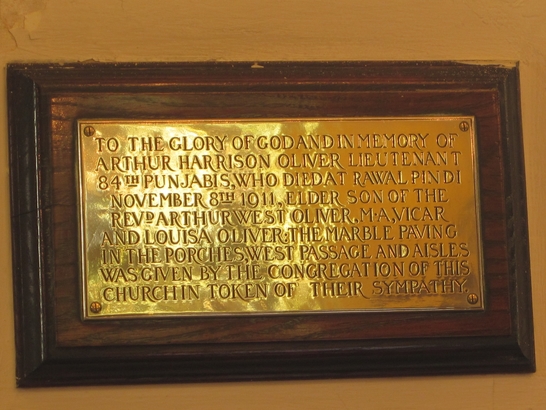 TO THE GLORY OF GOD AND IN MEMORY OF
ARTHUR HARRISON OLIVER LIEUTENANT
84TH PUNJABIS, WHO DIED AT RAWAL PINDI
NOVEMBER 8TH 1911, ELDER SON OF THE
REVD ARTHUR WEST OLIVER, M·A, VICAR
AND LOUISA OLIVER·THE MARBLE PAVING
IN THE PORCHES, WEST PASSAGE AND AISLES
WAS GIVEN BY THE CONGREGATION OF THIS
CHURCH IN TOKEN OF THEIR SYMPATHY.